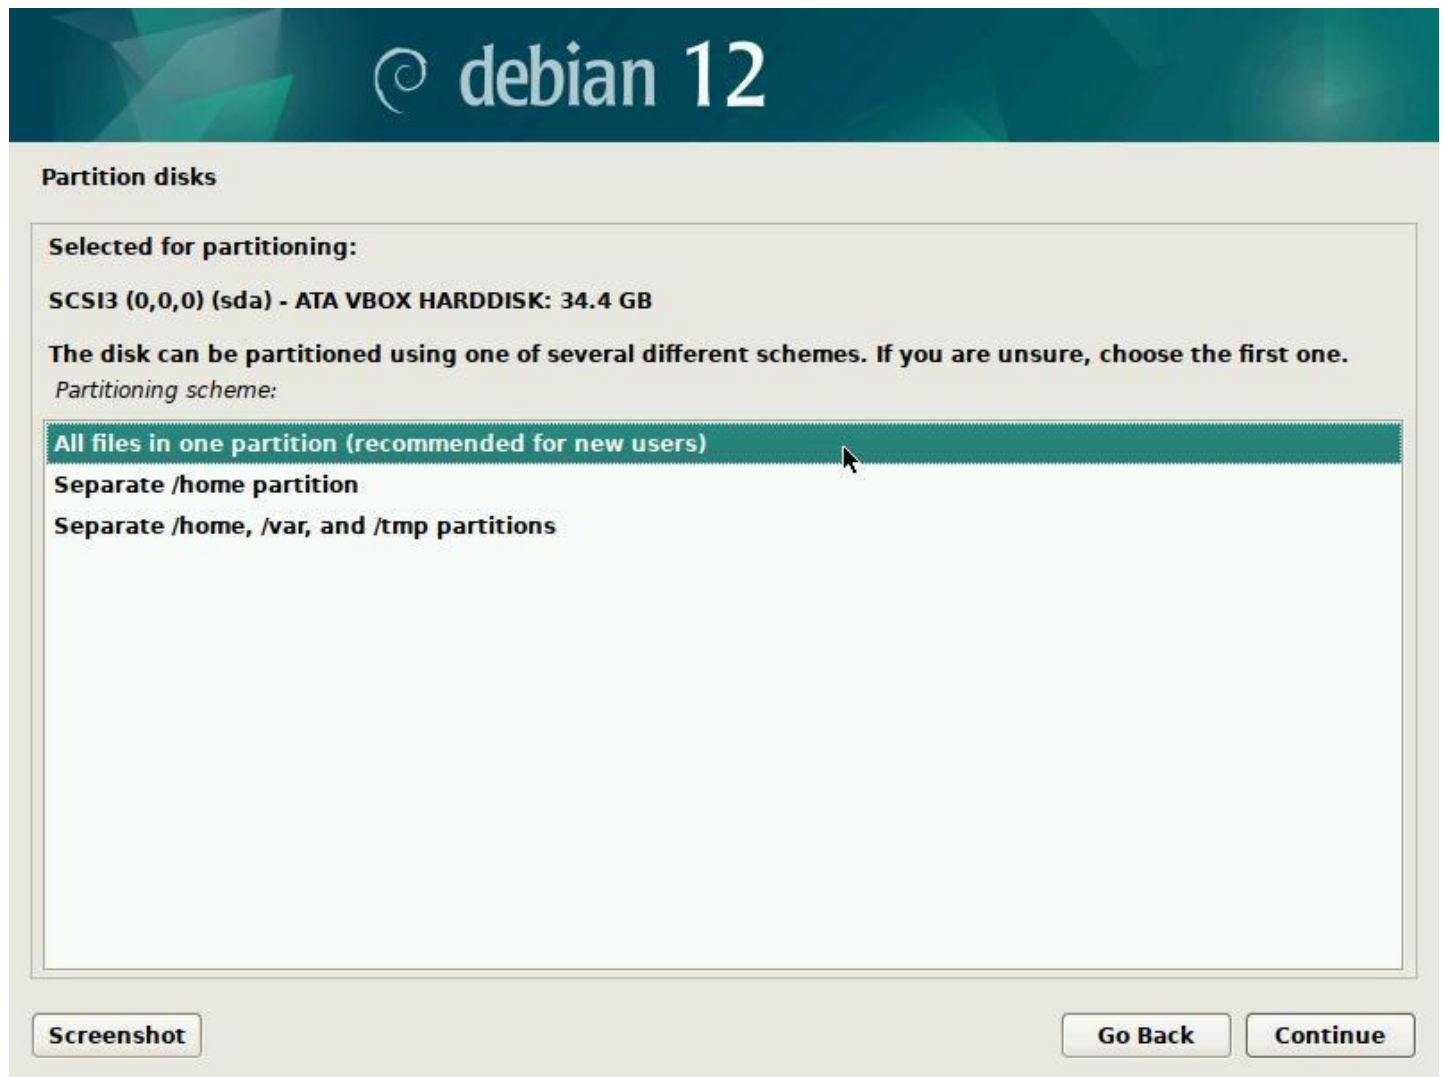 debian 12
Partition disks
Selected for partitioning:
SCSI3 (0,0,0) (sda) - ATA VBOX HARDDISK: 34.4 GB
The disk can be partitioned using one of several different schemes. If you are unsure, choose the first one.
Partitioning scheme:
All files in one partition (recommended for new users)
Separate /home partition
Separate /home, /var, and /tmp partitions
Screenshot
Go Back
Continue